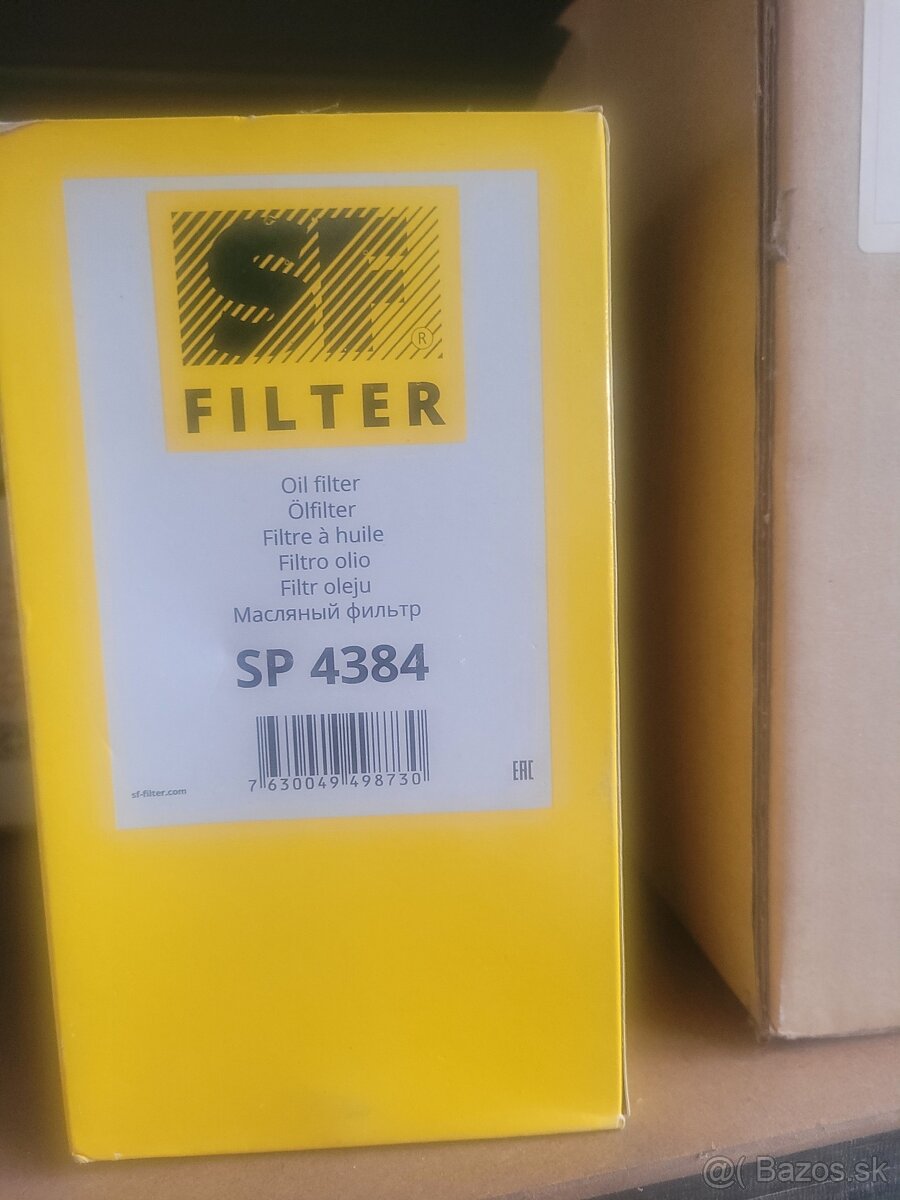 SF
®
FILTER
Oil filter
Ölfilter
Filtre à huile
Filtro olio
Filtr oleju
Масляный фильтр
SP 4384
7 630049 498730
sf-filter.com
EAC
@( Bazos.sk